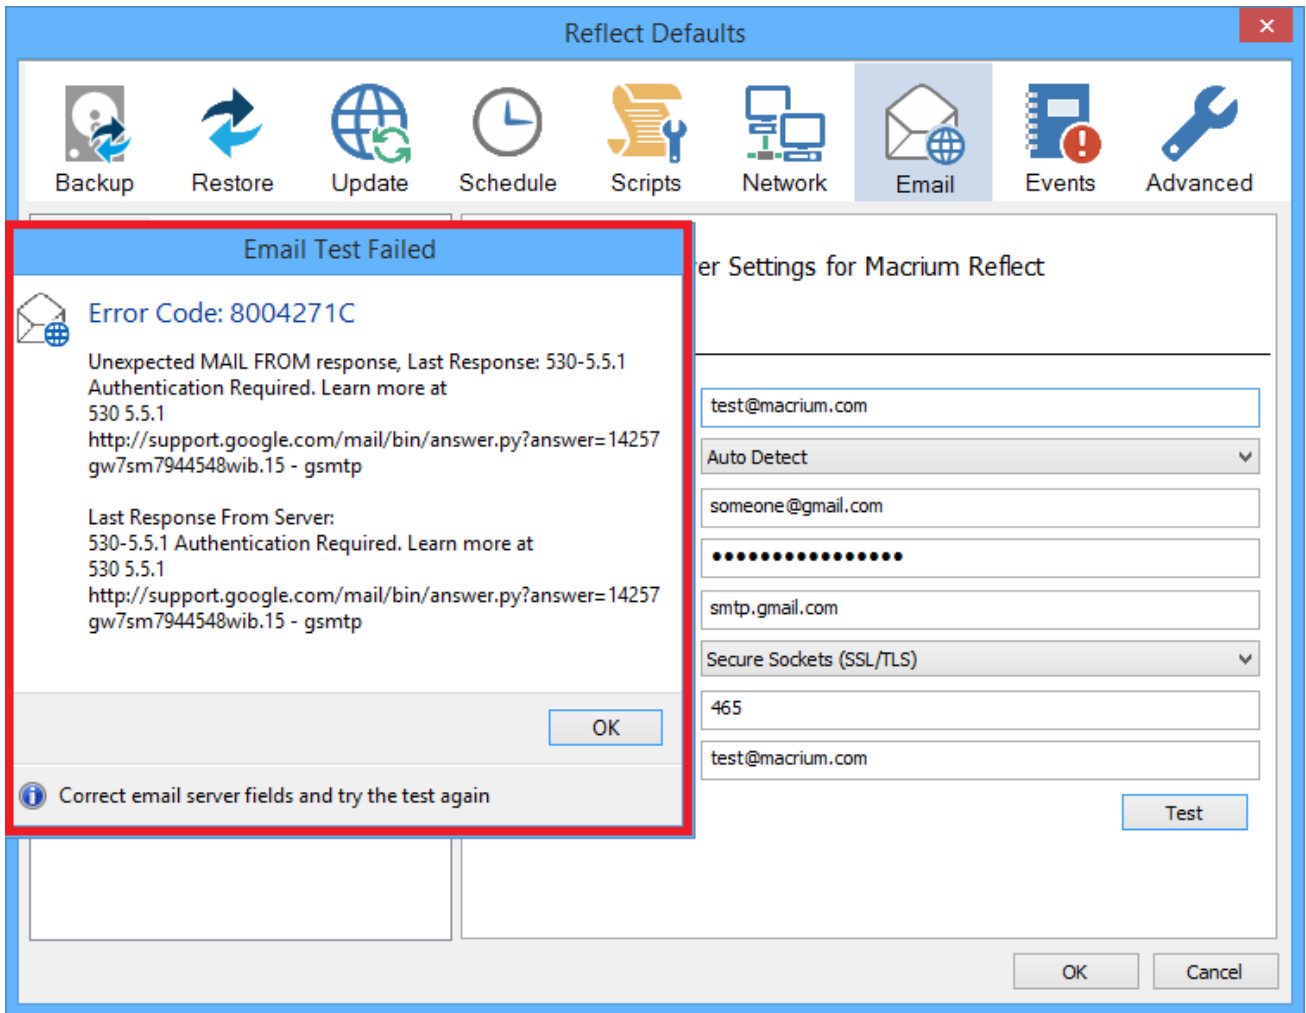 Reflect Defaults
Backup
Restore
Update
Schedule
Scripts
Network
Email
Events
Advanced
Email Test Failed
Error Code: 8004271C
Unexpected MAIL FROM response, Last Response: 530-5.5.1
Authentication Required. Learn more at
530 5.5.1
http://support.google.com/mail/bin/answer.py?answer=14257
gw7sm7944548wib.15 - gsmtp
Last Response From Server:
530-5.5.1 Authentication Required. Learn more at
530 5.5.1
http://support.google.com/mail/bin/answer.py?answer=14257
gw7sm7944548wib.15 - gsmtp
OK
Correct email server fields and try the test again
er Settings for Macrium Reflect
test@macrium.com
Auto Detect
someone@gmail.com
••••••••••••••••
smtp.gmail.com
Secure Sockets (SSL/TLS)
465
test@macrium.com
Test
OK
Cancel